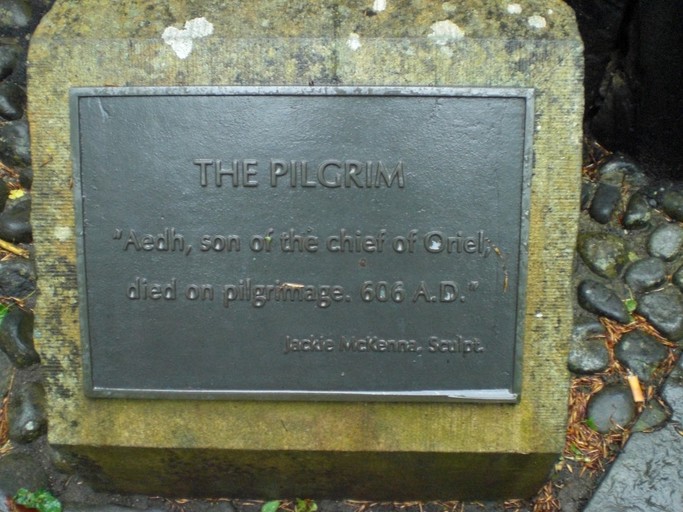 THE PILGRIM
"Aedh, son of the chief of Oriel,
died on pilgrimage. 606 A.D."
Jackie McKenna, Sculpt.